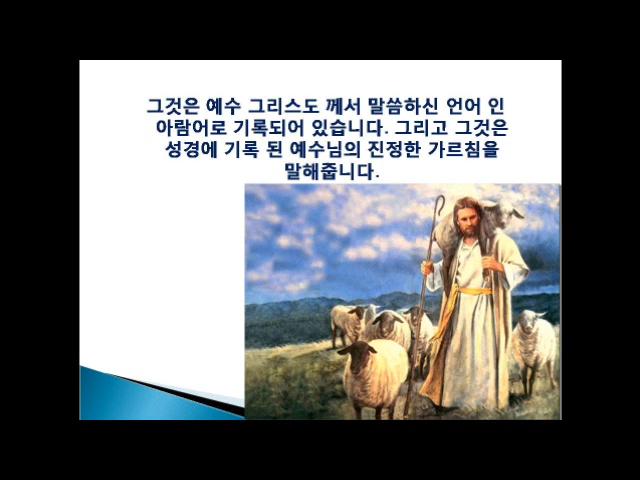 그것은 예수 그리스도 께서 말씀하신 언어 인
아람어로 기록되어 있습니다. 그리고 그것은
성경에 기록 된 예수님의 진정한 가르침을
말해줍니다.